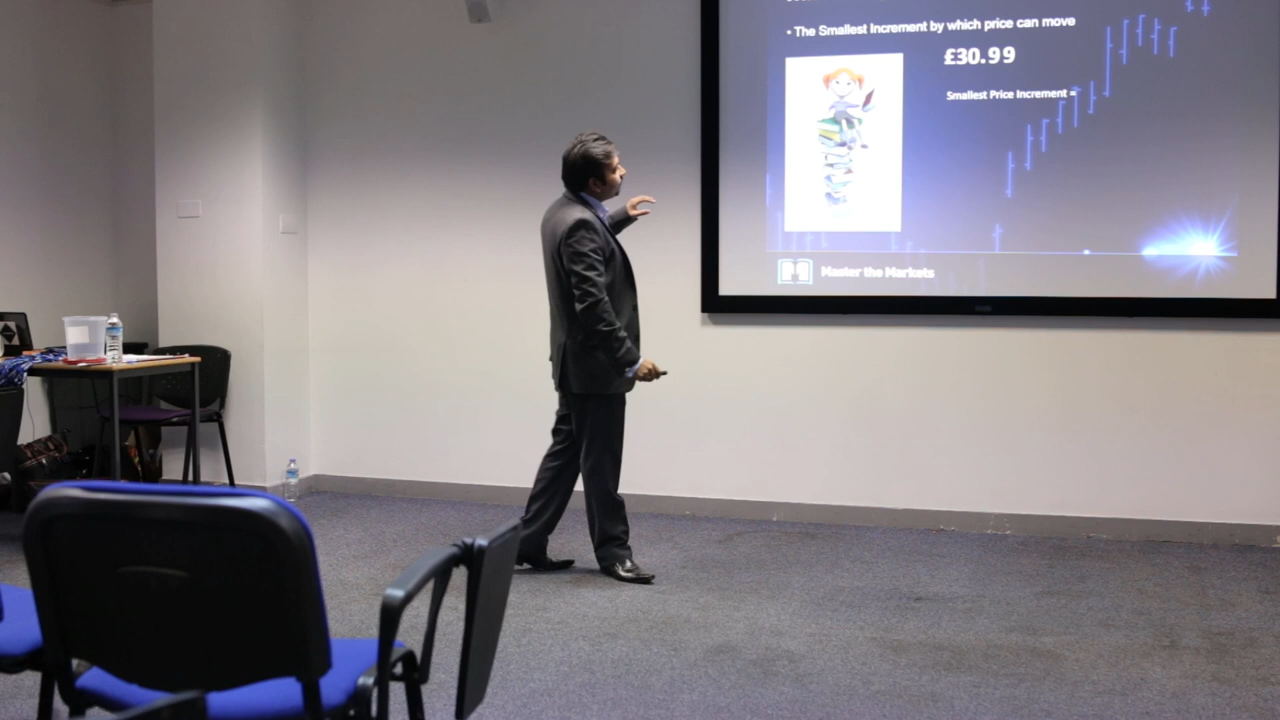 • The Smallest Increment by which price can move
£30.99
Smallest Price Increment =
Master the Markets